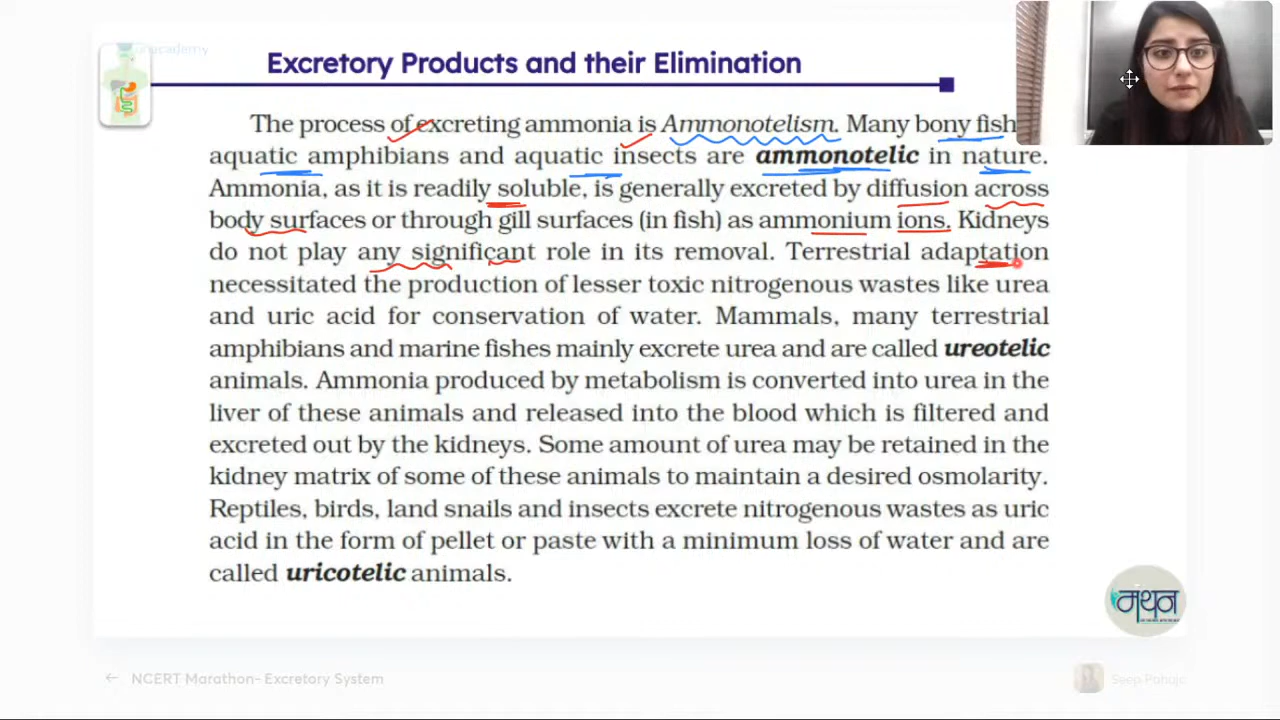 unacademy
Excretory Products and their Elimination
The process of excreting ammonia is Ammonotelism. Many bony fish
aquatic amphibians and aquatic insects are ammonotelic in nature.
Ammonia, as it is readily soluble, is generally excreted by diffusion across
body surfaces or through gill surfaces (in fish) as ammonium ions. Kidneys
do not play any significant role in its removal. Terrestrial adaptation
necessitated the production of lesser toxic nitrogenous wastes like urea
and uric acid for conservation of water. Mammals, many terrestrial
amphibians and marine fishes mainly excrete urea and are called ureotelic
animals. Ammonia produced by metabolism is converted into urea in the
liver of these animals and released into the blood which is filtered and
excreted out by the kidneys. Some amount of urea may be retained in the
kidney matrix of some of these animals to maintain a desired osmolarity.
Reptiles, birds, land snails and insects excrete nitrogenous wastes as uric
acid in the form of pellet or paste with a minimum loss of water and are
called uricotelic animals.
मंथन
NCERT Marathon- Excretory System
Seep Pahuja